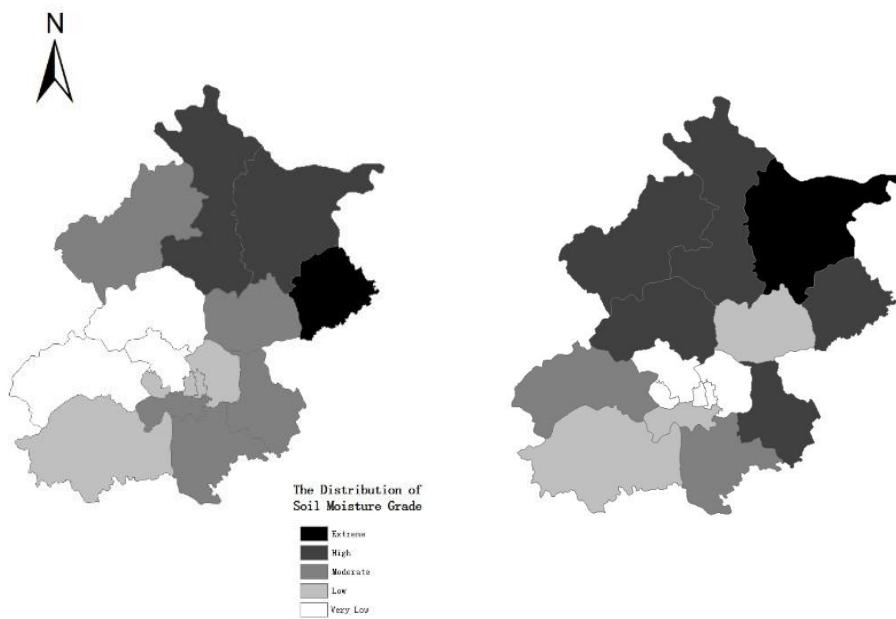 N
The Distribution of
Soil Moisture Grade
Extreme
High
Moderate
Low
Very Low